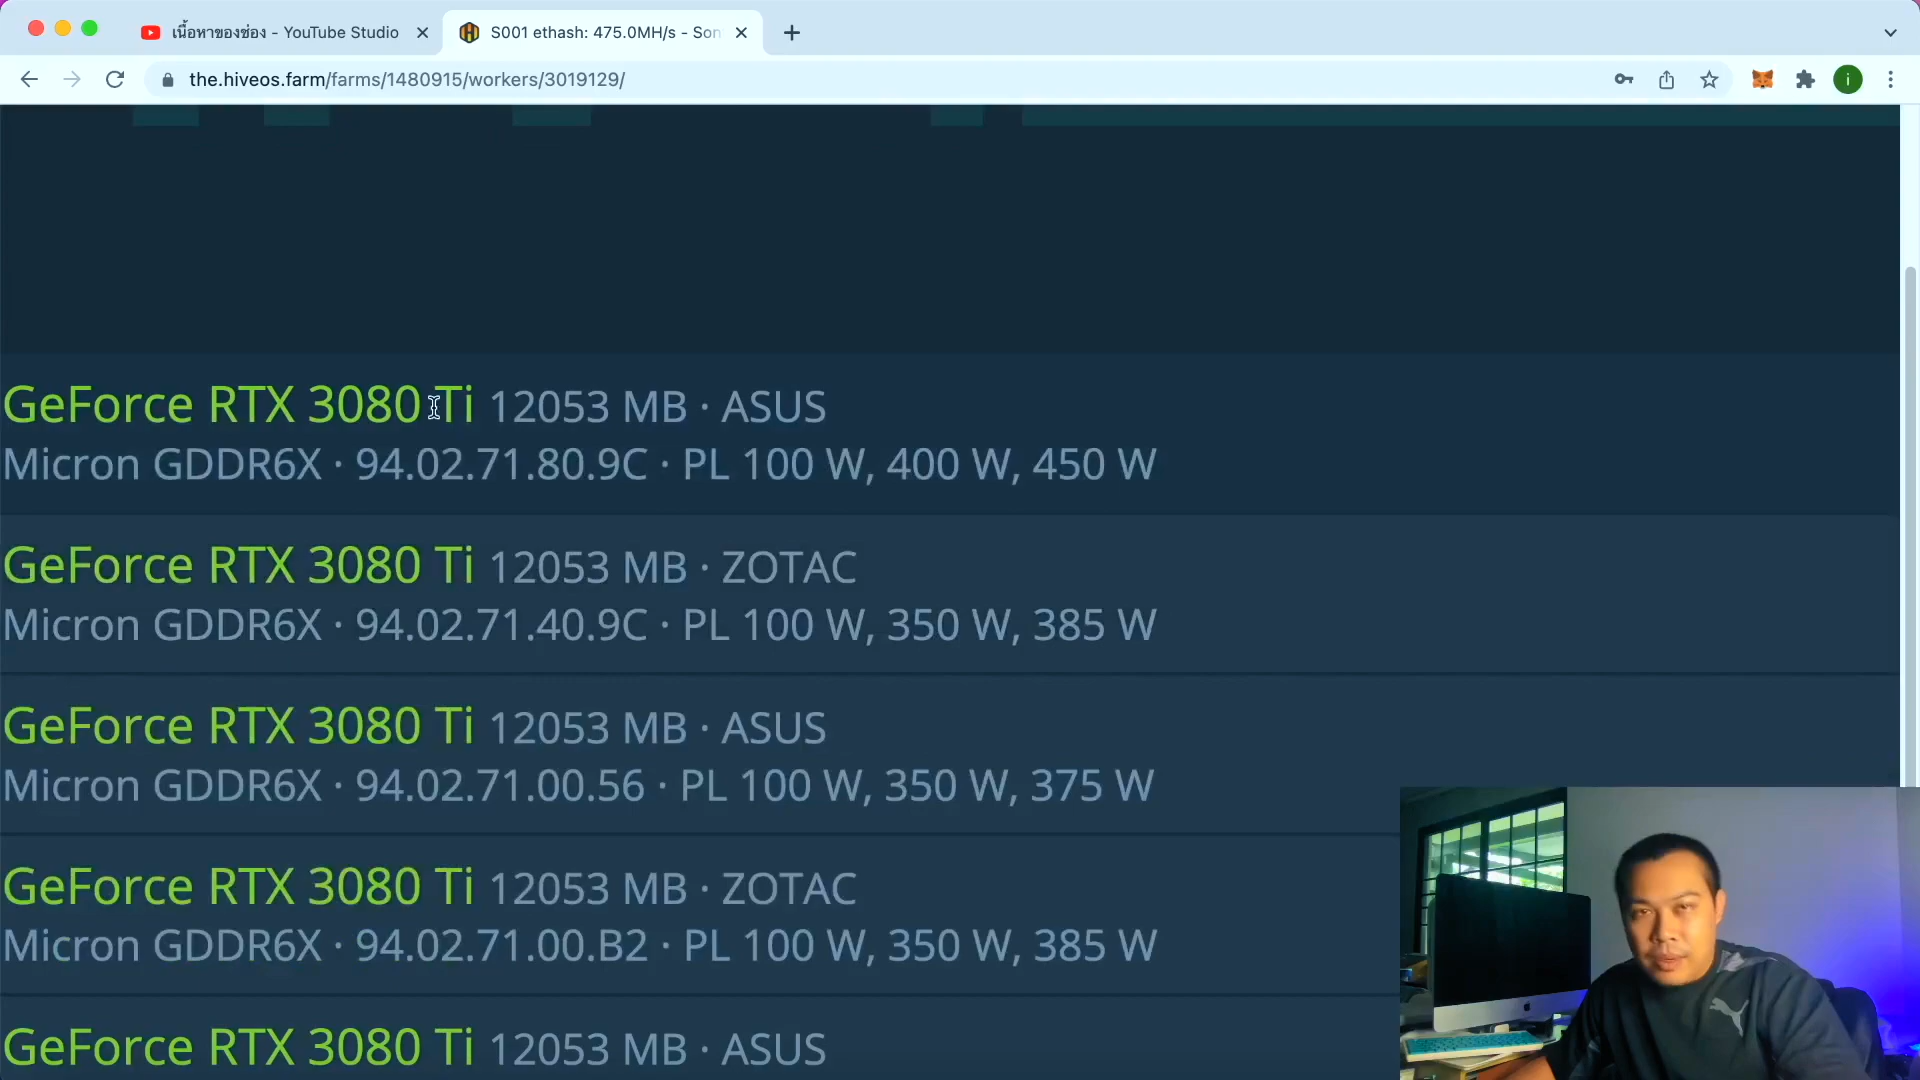 เนื้อหาของช่อง - YouTube Studio
S001 ethash: 475.0MH/s - Son
the.hiveos.farm/farms/1480915/workers/3019129/
i
GeForce RTX 3080 Ti 12053 MB · ASUS
Micron GDDR6X · 94.02.71.80.9C · PL 100 W, 400 W, 450 W
GeForce RTX 3080 Ti 12053 MB · ZOTAC
Micron GDDR6X · 94.02.71.40.9C · PL 100 W, 350 W, 385 W
GeForce RTX 3080 Ti 12053 MB · ASUS
Micron GDDR6X · 94.02.71.00.56 · PL 100 W, 350 W, 375 W
GeForce RTX 3080 Ti 12053 MB · ZOTAC
Micron GDDR6X · 94.02.71.00.B2 · PL 100 W, 350 W, 385 W
GeForce RTX 3080 Ti 12053 MB · ASUS